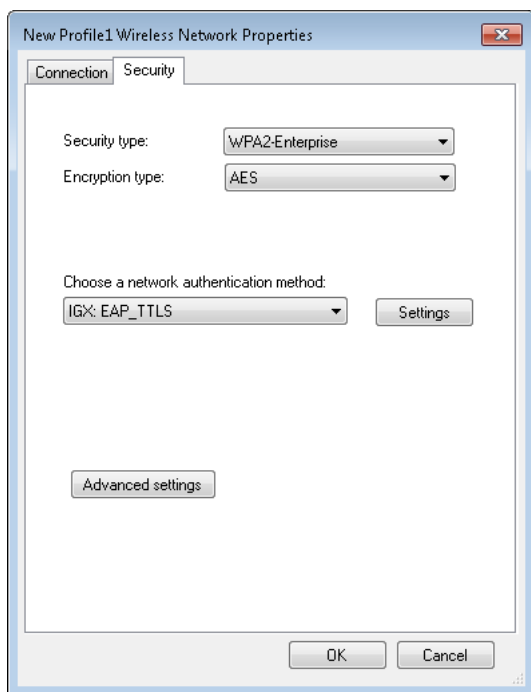 New Profile1 Wireless Network Properties
Connection Security
Security type: WPA2-Enterprise
Encryption type: AES
Choose a network authentication method:
IGX: EAP_TTLS Settings
Advanced settings
OK Cancel